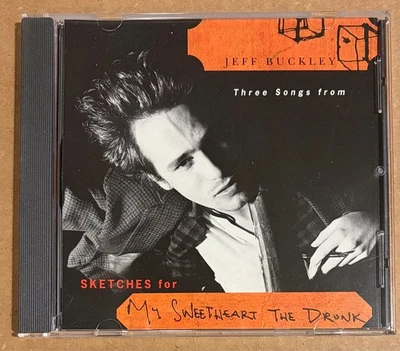 JEFF BUCKLEY
Three Songs from
SKETCHES for
MY SWEETHEART THE DRUNK